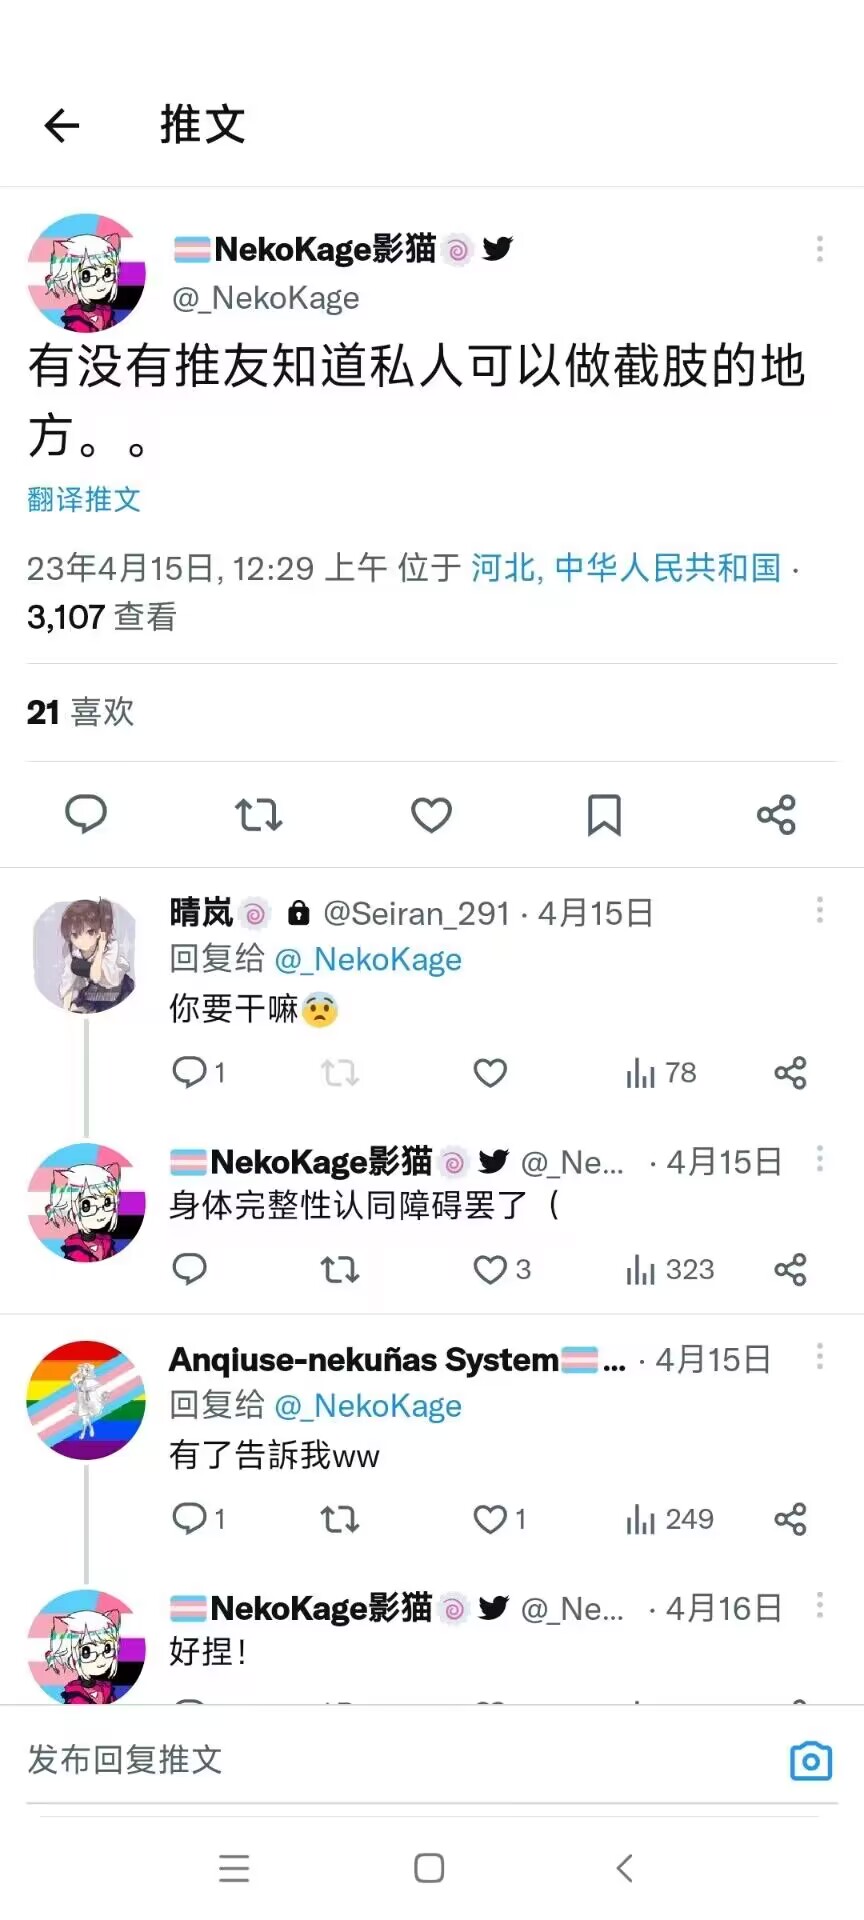 推文
NekoKage影猫
@_NekoKage
有没有推友知道私人可以做截肢的地
方。。
翻译推文
23年4月15日, 12:29 上午 位于 河北, 中华人民共和国 ·
3,107 查看
21 喜欢
晴岚 @Seiran_291 · 4月15日
回复给 @_NekoKage
你要干嘛😨
1 78
NekoKage影猫 @_Ne... · 4月15日
身体完整性认同障碍罢了（
3 323
Anqiuse-nekuñas System🏳️‍⚧️... · 4月15日
回复给 @_NekoKage
有了告訴我ww
1 1 249
NekoKage影猫 @_Ne... · 4月16日
好捏！
发布回复推文